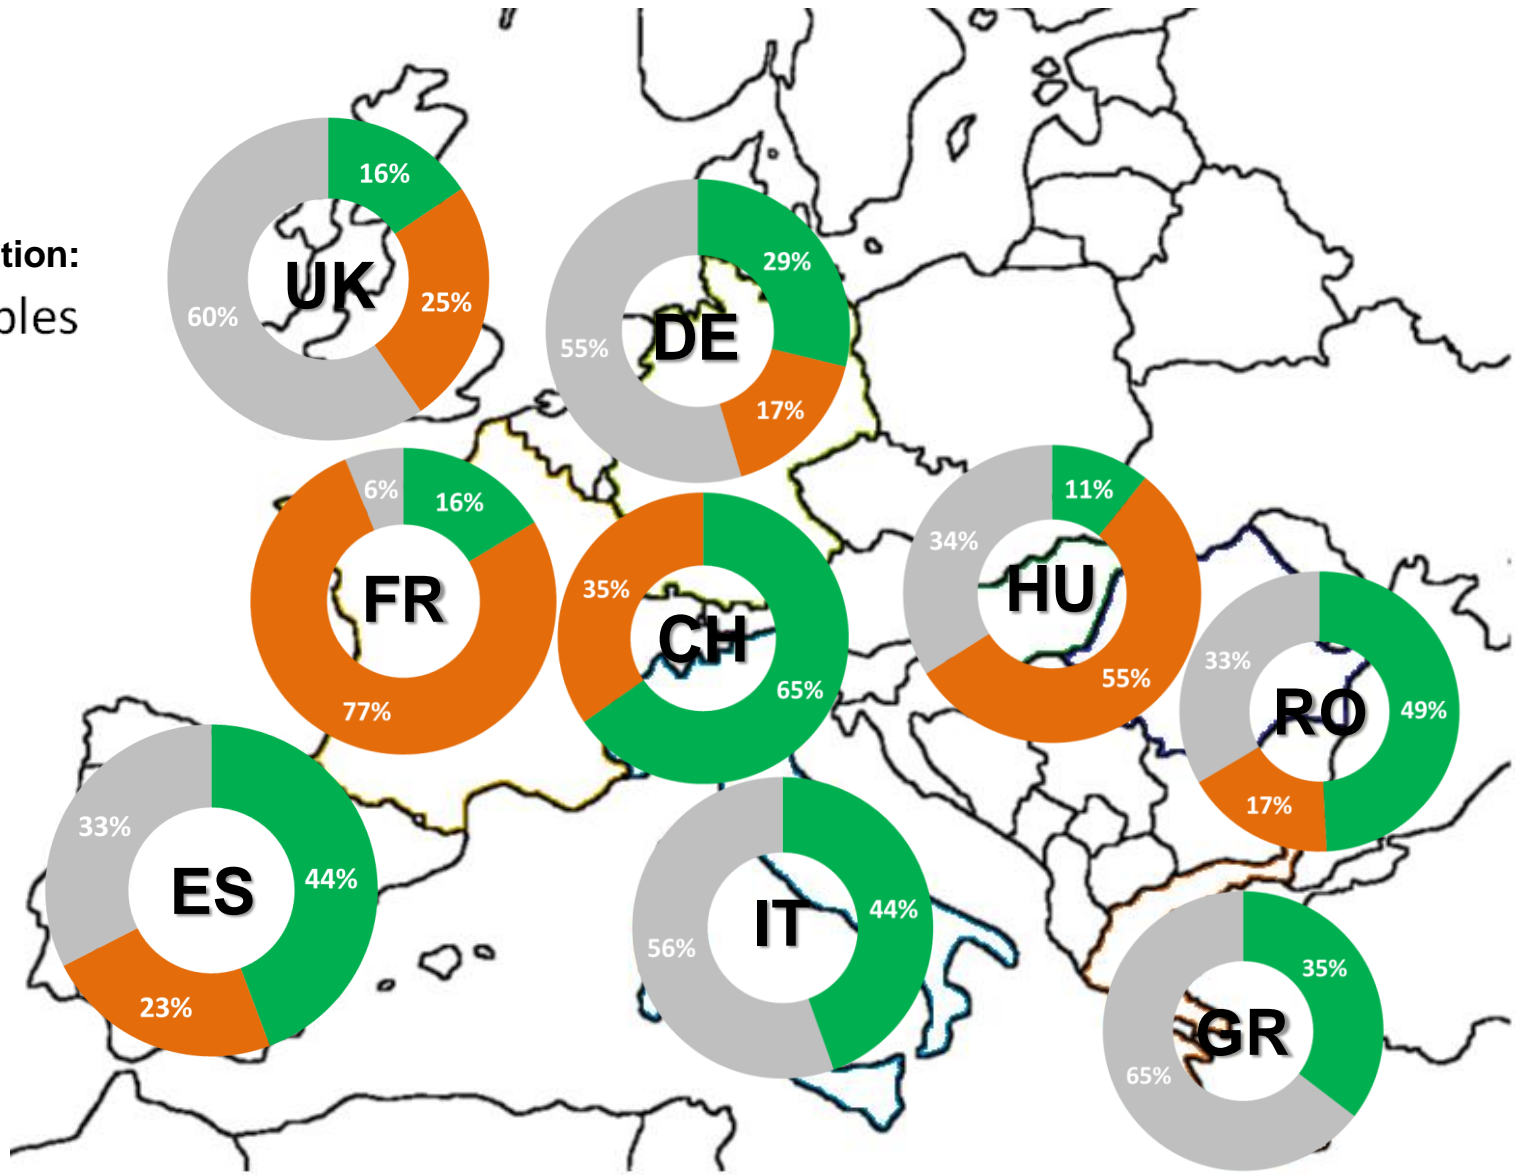 tion:
bles
UK
16%
25%
60%
DE
29%
17%
55%
FR
16%
77%
6%
CH
65%
35%
HU
11%
55%
34%
RO
49%
17%
33%
ES
44%
23%
33%
IT
44%
56%
GR
35%
65%